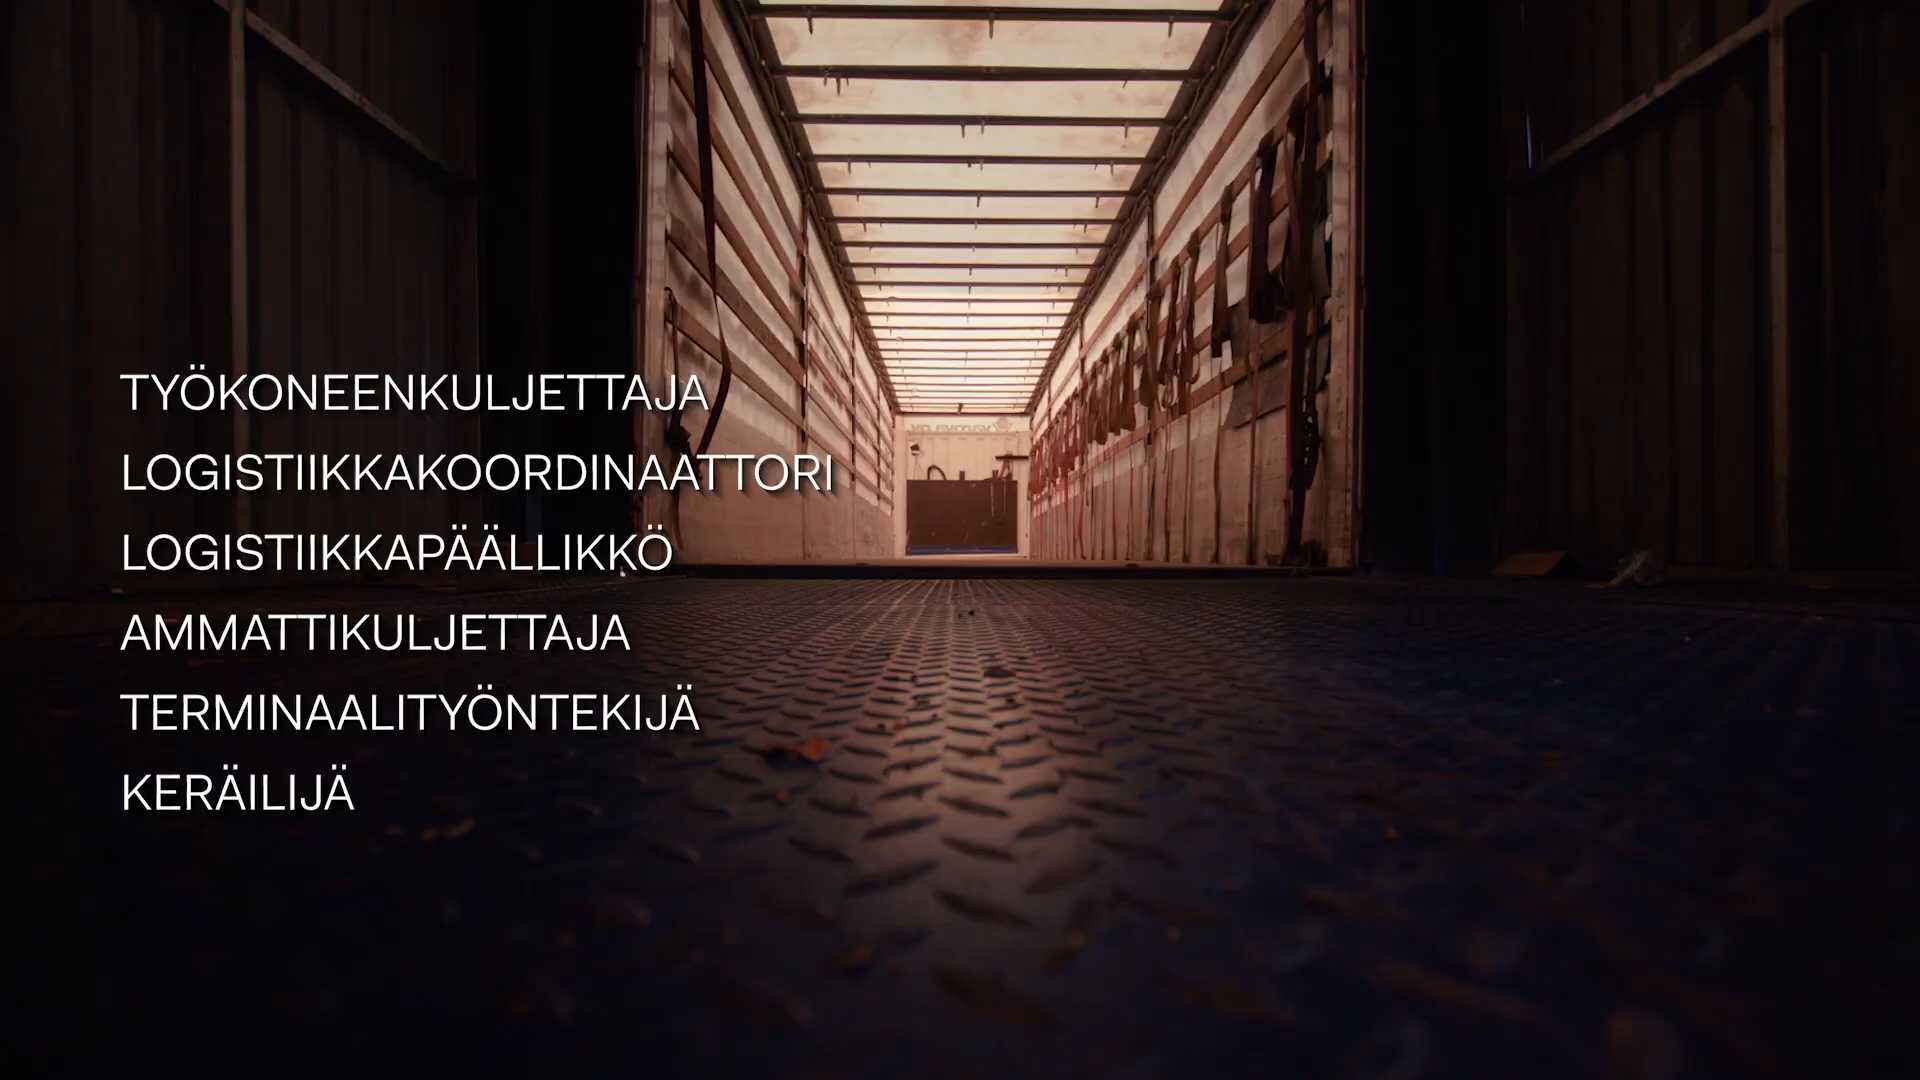 TYÖKONEENKULJETTAJA
LOGISTIIKKAKOORDINAATTORI
LOGISTIIKKAPÄÄLLIKKÖ
AMMATTIKULJETTAJA
TERMINAALITYÖNTEKIJÄ
KERÄILIJÄ